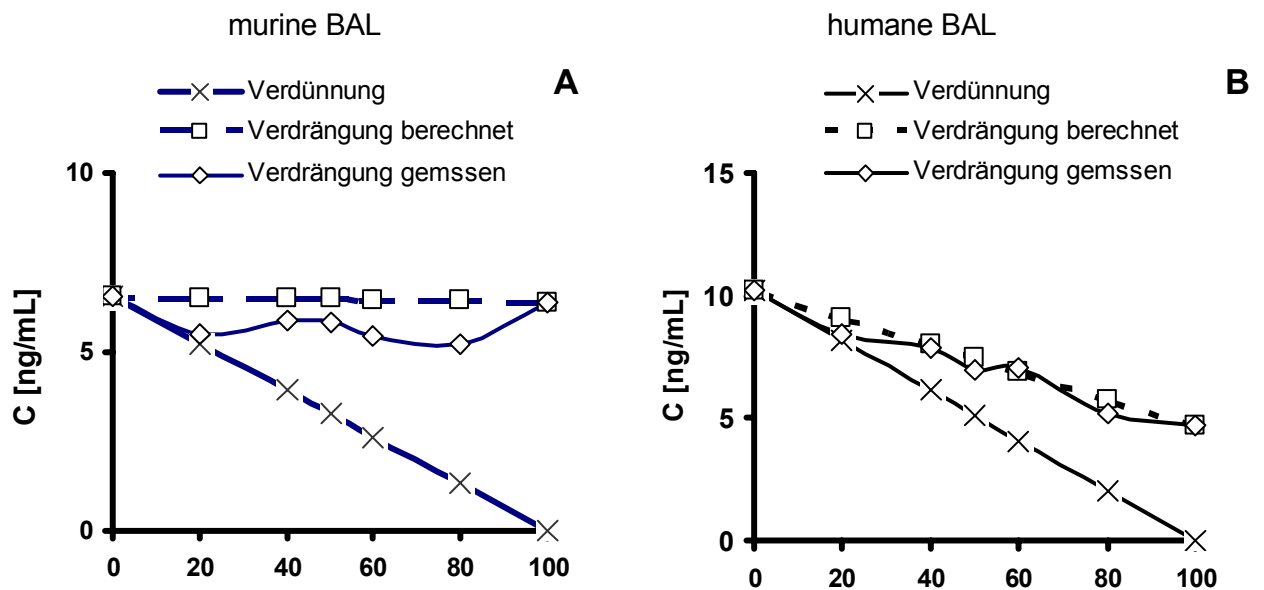 murine BAL
A
Verdünnung
Verdrängung berechnet
Verdrängung gemssen
10
5
0
C [ng/mL]
0 20 40 60 80 100
humane BAL
B
Verdünnung
Verdrängung berechnet
Verdrängung gemssen
15
10
5
0
C [ng/mL]
0 20 40 60 80 100